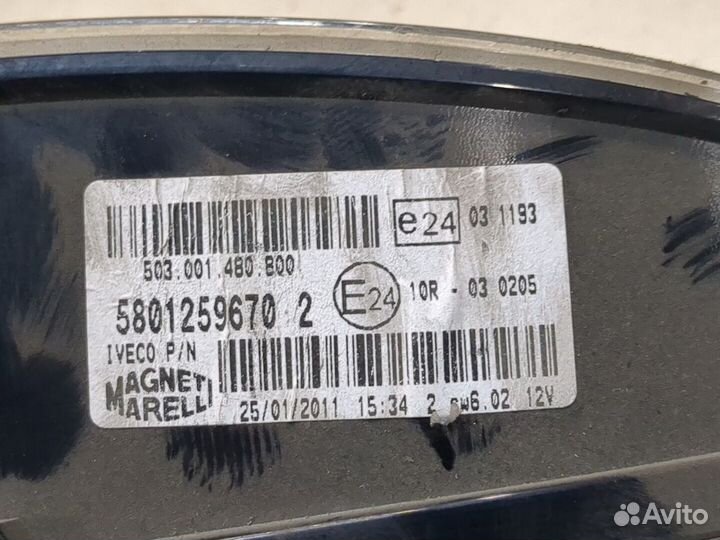 e24 03 1193
503.001.480.800
5801259670 2 E24 10R - 03 0205
IVECO P/N
MAGNETI
MARELLI
25/01/2011 15:34 2 sw6.02 12V
Avito